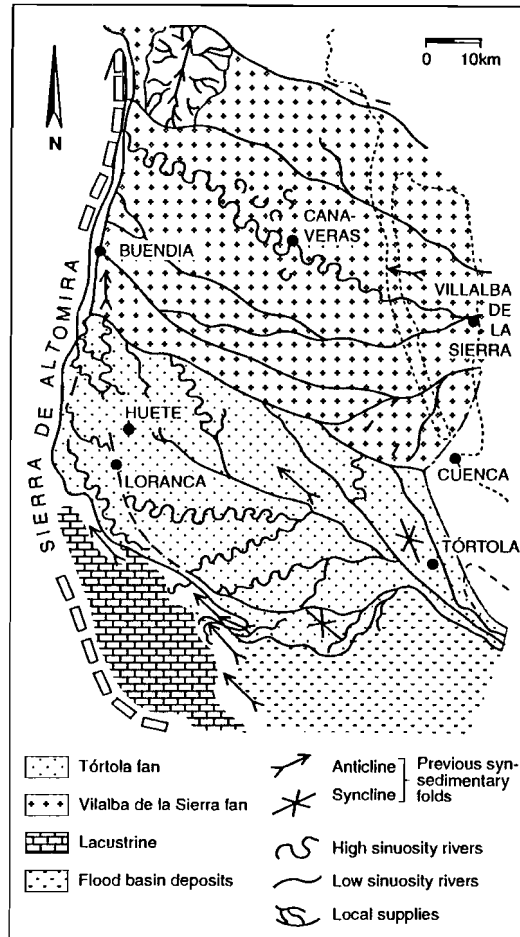 0 10km
N
CANA-
VERAS
BUENDIA
VILLALBA
DE
LA
SIERRA
SIERRA DE ALTOMIRA
HUETE
LORANCA
CUENCA
TÓRTOLA
Tórtola fan
Vilalba de la Sierra fan
Lacustrine
Flood basin deposits
Anticline
Syncline
Previous syn-
sedimentary
folds
High sinuosity rivers
Low sinuosity rivers
Local supplies